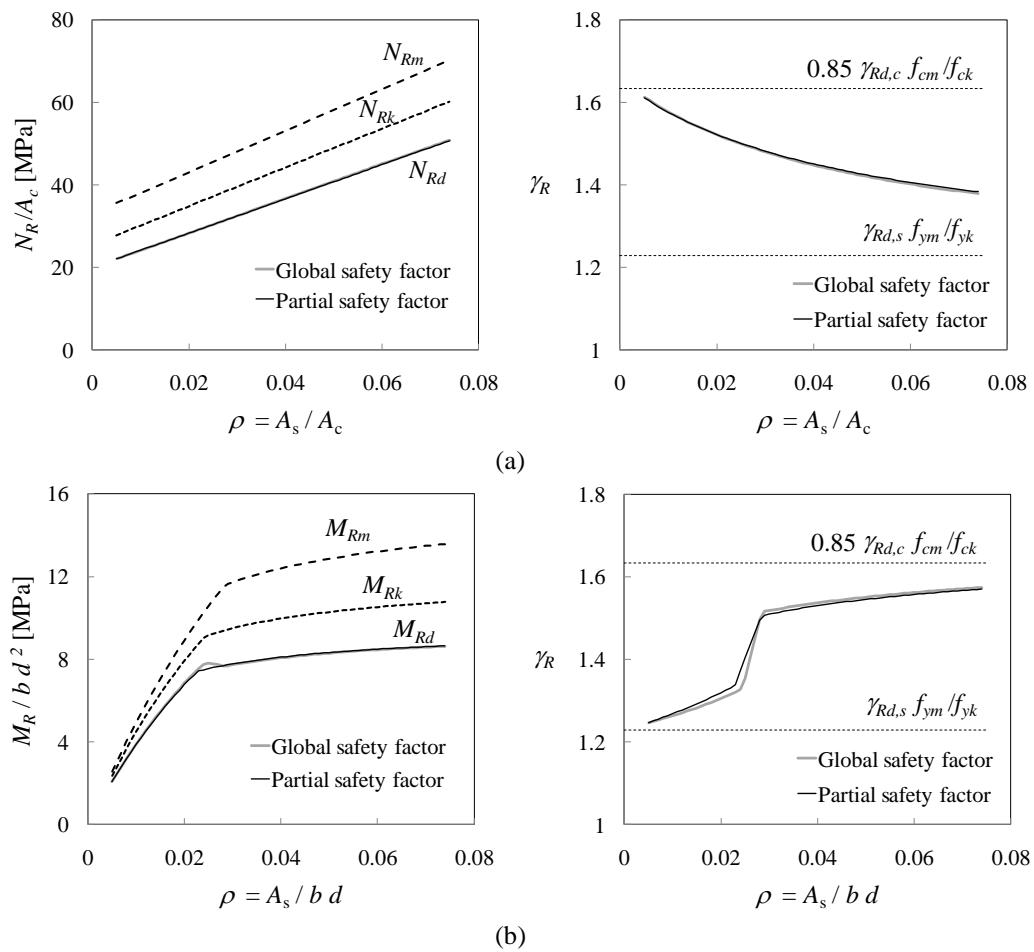 80
60
40
20
0
N_R/A_c [MPa]
N_Rm
N_Rk
N_Rd
Global safety factor
Partial safety factor
0 0.02 0.04 0.06 0.08
ρ = A_s / A_c
1.8
1.6
1.4
1.2
1
γ_R
0.85 γ_Rd,c f_cm/f_ck
γ_Rd,s f_ym/f_yk
Global safety factor
Partial safety factor
0 0.02 0.04 0.06 0.08
ρ = A_s / A_c
(a)
16
12
8
4
0
M_R / b d ² [MPa]
M_Rm
M_Rk
M_Rd
Global safety factor
Partial safety factor
0 0.02 0.04 0.06 0.08
ρ = A_s / b d
1.8
1.6
1.4
1.2
1
γ_R
0.85 γ_Rd,c f_cm/f_ck
γ_Rd,s f_ym/f_yk
Global safety factor
Partial safety factor
0 0.02 0.04 0.06 0.08
ρ = A_s / b d
(b)